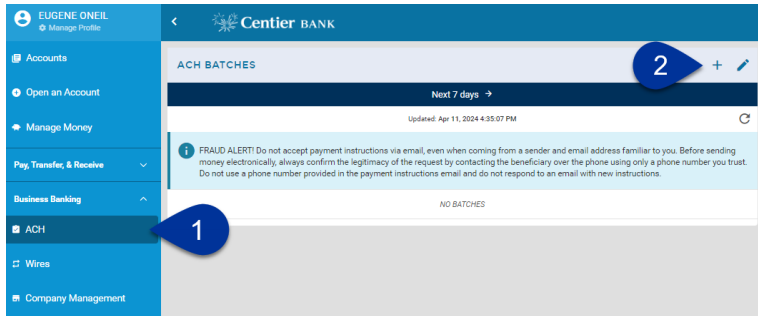 EUGENE ONEIL
Manage Profile
Accounts
Open an Account
Manage Money
Pay, Transfer, & Receive
Business Banking
ACH
Wires
Company Management
Centier BANK
ACH BATCHES
Next 7 days →
Updated: Apr 11, 2024 4:35:07 PM
FRAUD ALERT! Do not accept payment instructions via email, even when coming from a sender and email address familiar to you. Before sending
money electronically, always confirm the legitimacy of the request by contacting the beneficiary over the phone using only a phone number you trust.
Do not use a phone number provided in the payment instructions email and do not respond to an email with new instructions.
NO BATCHES
1
2